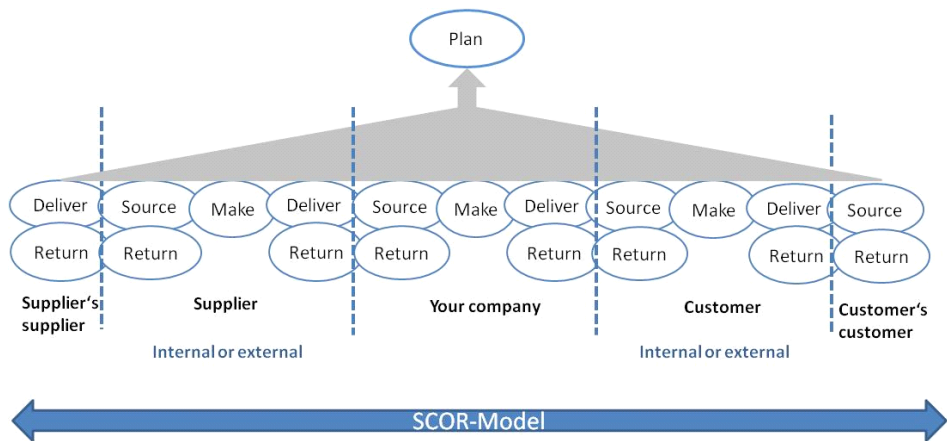 Plan
Deliver Source Make Deliver Source Make Deliver Source Make Deliver Source
Return Return Return Return Return Return Return Return
Supplier‘s
supplier
Supplier
Your company
Customer
Customer‘s
customer
Internal or external
Internal or external
SCOR-Model